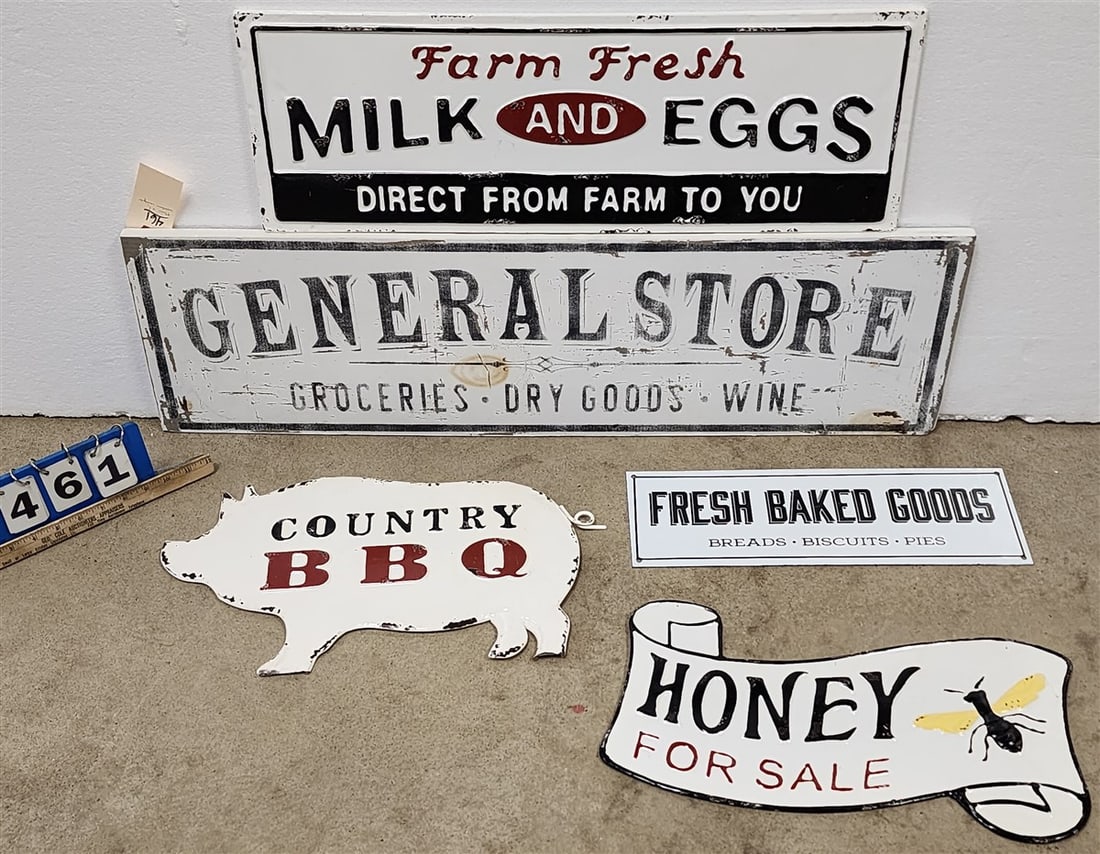 Farm Fresh
MILK AND EGGS
DIRECT FROM FARM TO YOU
461
GENERAL STORE
GROCERIES · DRY GOODS · WINE
461
COUNTRY
BBQ
FRESH BAKED GOODS
BREADS · BISCUITS · PIES
HONEY
FOR SALE